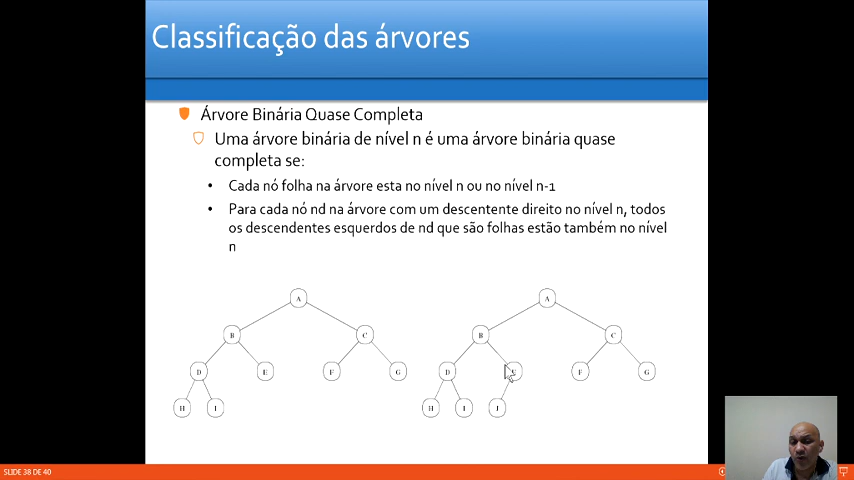 Classificação das árvores
Árvore Binária Quase Completa
Uma árvore binária de nível n é uma árvore binária quase
completa se:
Cada nó folha na árvore esta no nível n ou no nível n-1
Para cada nó nd na árvore com um descentente direito no nível n, todos
os descendentes esquerdos de nd que são folhas estão também no nível
n
A A
B C B C
D E F G D E F G
H I H I I
SLIDE 38 DE 40